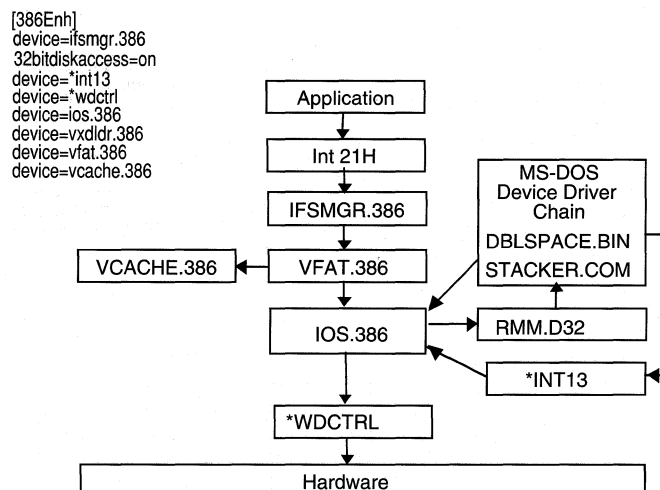 [386Enh]
device=ifsmgr.386
32bitdiskaccess=on
device=*int13
device=*wdctrl
device=ios.386
device=vxdldr.386
device=vfat.386
device=vcache.386
Application
Int 21H
IFSMGR.386
VCACHE.386
VFAT.386
MS-DOS
Device Driver
Chain
DBLSPACE.BIN
STACKER.COM
IOS.386
RMM.D32
*INT13
*WDCTRL
Hardware